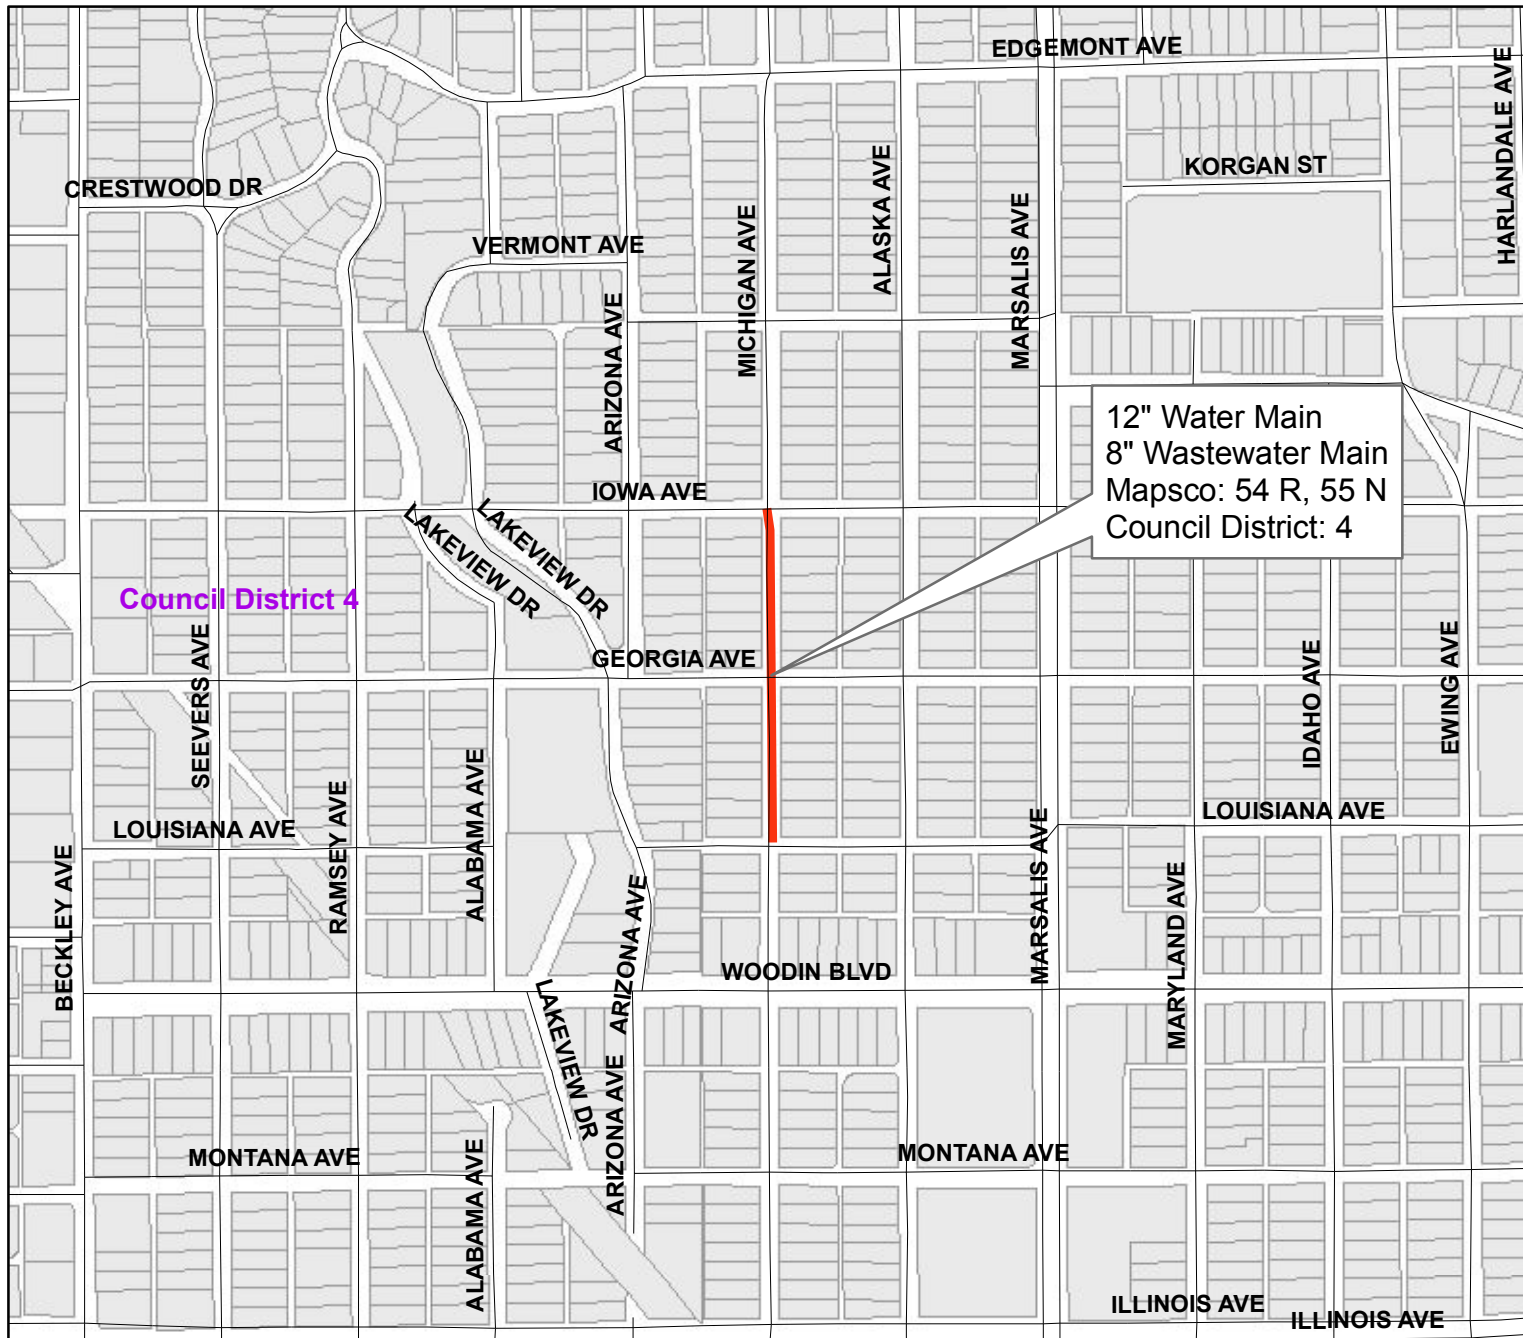 EDGEMONT AVE
HARLANDALE AVE
KORGAN ST
ALASKA AVE
CRESTWOOD DR
MARSALIS AVE
MICHIGAN AVE
VERMONT AVE
ARIZONA AVE
12" Water Main
8" Wastewater Main
Mapsco: 54 R, 55 N
Council District: 4
IOWA AVE
LAKEVIEW DR
LAKEVIEW DR
Council District 4
GEORGIA AVE
SEEVERS AVE
IDAHO AVE
EWING AVE
ALABAMA AVE
RAMSEY AVE
LOUISIANA AVE
LOUISIANA AVE
MARSALIS AVE
BECKLEY AVE
ARIZONA AVE
MARYLAND AVE
WOODIN BLVD
LAKEVIEW DR
ARIZONA AVE
MONTANA AVE
MONTANA AVE
ALABAMA AVE
ILLINOIS AVE
ILLINOIS AVE